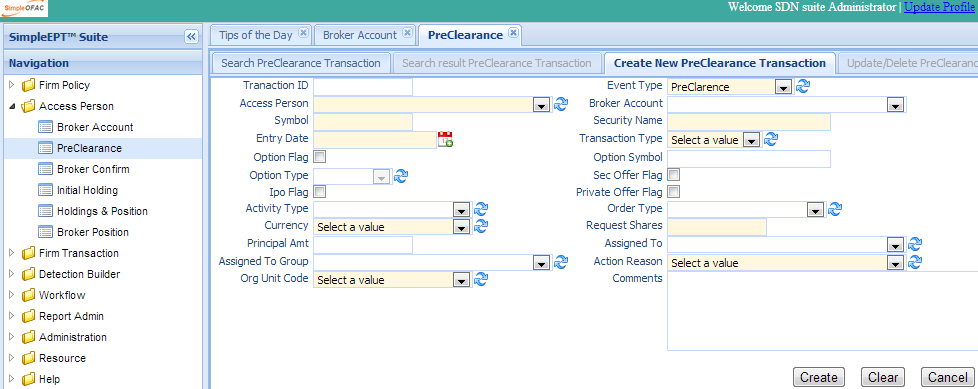 SimpleOFAC
Welcome SDN suite Administrator | Update Profile
SimpleEPT™ Suite
Tips of the Day
Broker Account
PreClearance
Navigation
Search PreClearance Transaction
Search result PreClearance Transaction
Create New PreClearance Transaction
Update/Delete PreClearanc
Firm Policy
Access Person
Broker Account
PreClearance
Broker Confirm
Initial Holding
Holdings & Position
Broker Position
Firm Transaction
Detection Builder
Workflow
Report Admin
Administration
Resource
Help
Tranaction ID
Event Type PreClarence
Access Person
Broker Account
Symbol
Security Name
Entry Date
Transaction Type Select a value
Option Flag
Option Symbol
Option Type
Sec Offer Flag
Ipo Flag
Private Offer Flag
Activity Type
Order Type
Currency Select a value
Request Shares
Principal Amt
Assigned To
Assigned To Group
Action Reason Select a value
Org Unit Code Select a value
Comments
Create Clear Cancel